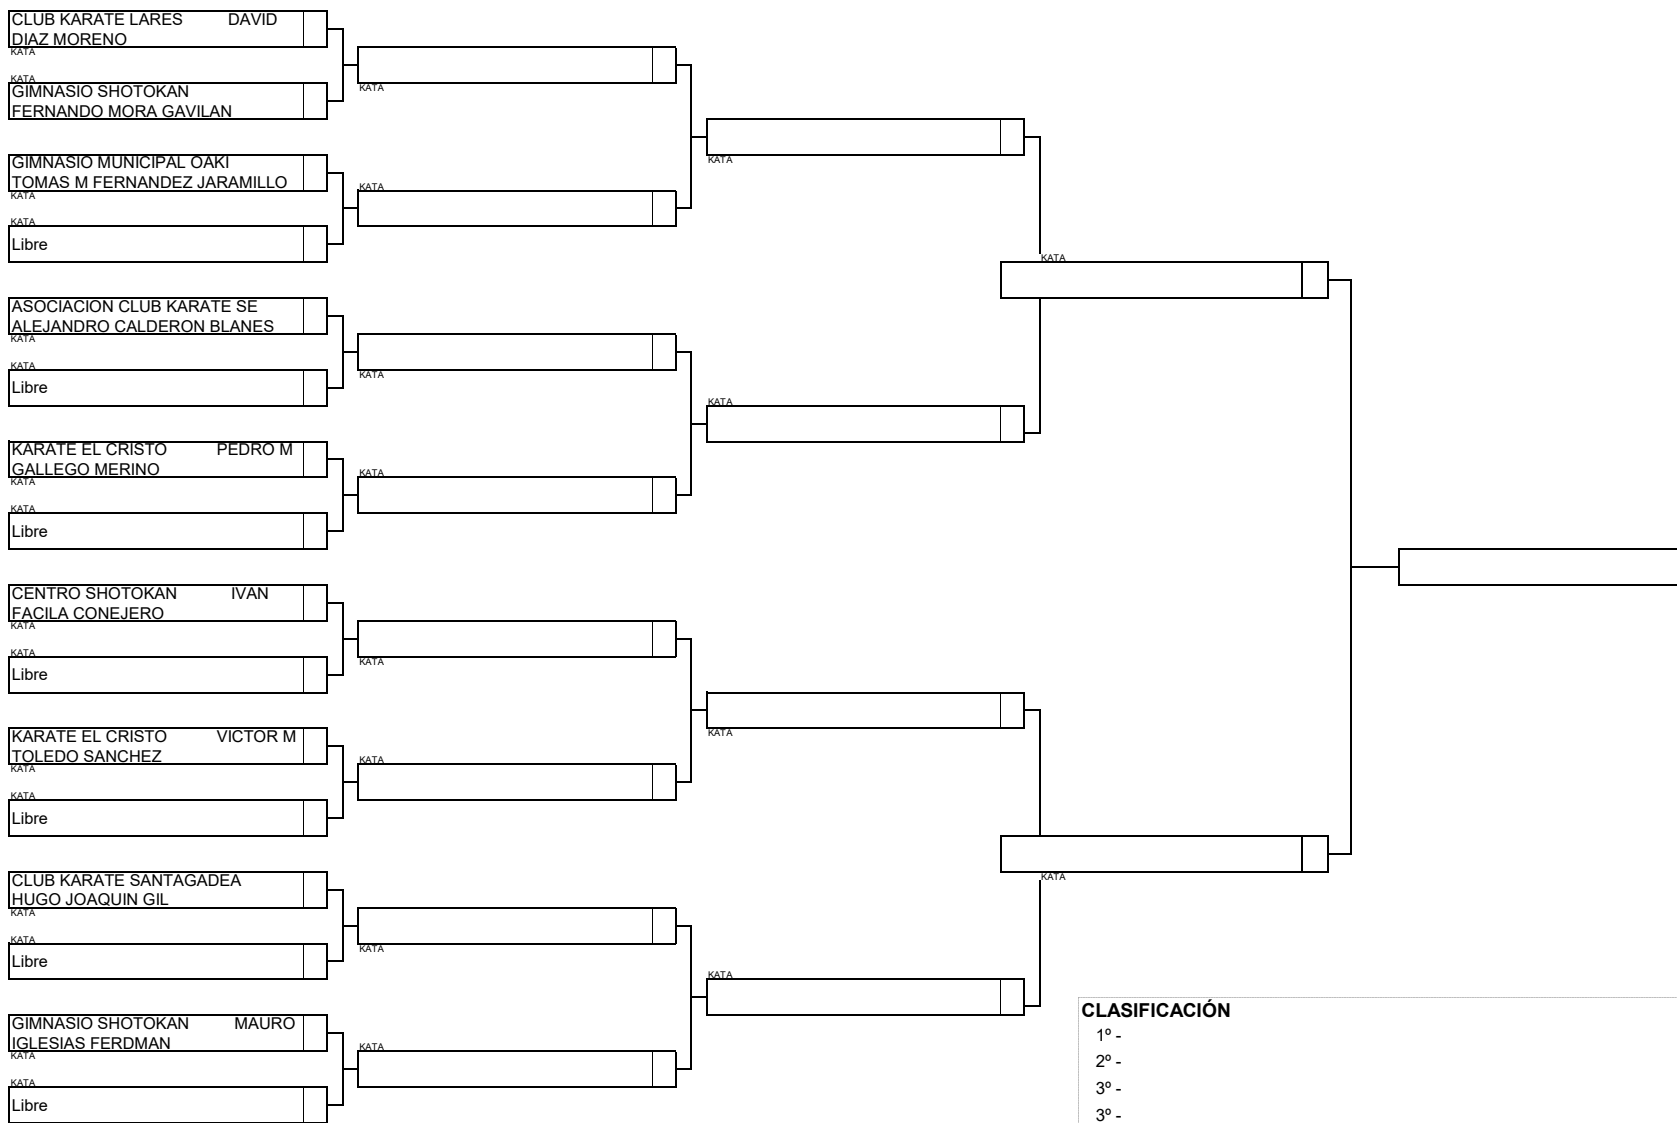 CLUB KARATE LARES DAVID
DIAZ MORENO
KATA
KATA
GIMNASIO SHOTOKAN
FERNANDO MORA GAVILAN
GIMNASIO MUNICIPAL OAKI
TOMAS M FERNANDEZ JARAMILLO
KATA
KATA
Libre
ASOCIACION CLUB KARATE SE
ALEJANDRO CALDERON BLANES
KATA
KATA
Libre
KARATE EL CRISTO PEDRO M
GALLEGO MERINO
KATA
KATA
Libre
CENTRO SHOTOKAN IVAN
FACILA CONEJERO
KATA
KATA
Libre
KARATE EL CRISTO VICTOR M
TOLEDO SANCHEZ
KATA
KATA
Libre
CLUB KARATE SANTAGADEA
HUGO JOAQUIN GIL
KATA
KATA
Libre
GIMNASIO SHOTOKAN MAURO
IGLESIAS FERDMAN
KATA
KATA
Libre
KATA
KATA
KATA
KATA
KATA
KATA
KATA
KATA
KATA
KATA
KATA
KATA
KATA
KATA
CLASIFICACIÓN
1º -
2º -
3º -
3º -